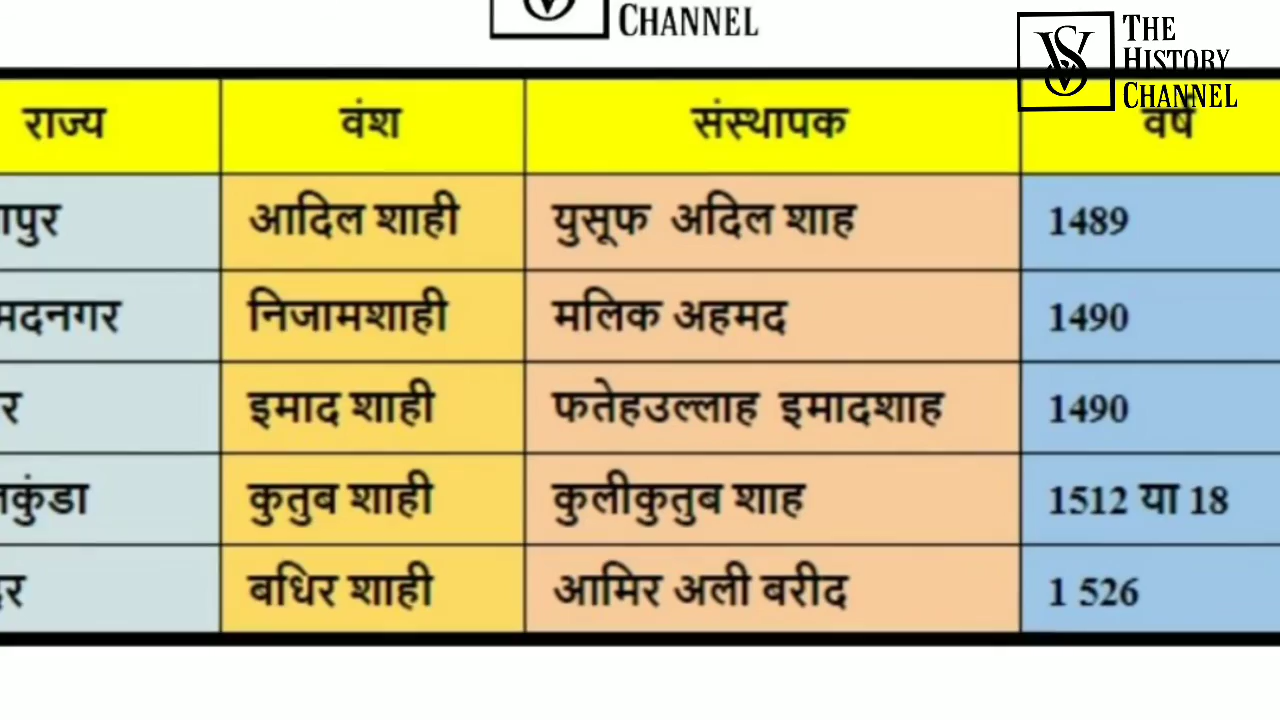 CHANNEL
VS THE
HISTORY
CHANNEL
राज्य वंश संस्थापक वर्ष
आदिल शाही युसूफ अदिल शाह 1489
निजामशाही मलिक अहमद 1490
इमाद शाही फतेहउल्लाह इमादशाह 1490
कुतुब शाही कुलीकुतुब शाह 1512 या 18
बधिर शाही आमिर अली बरीद 1 526